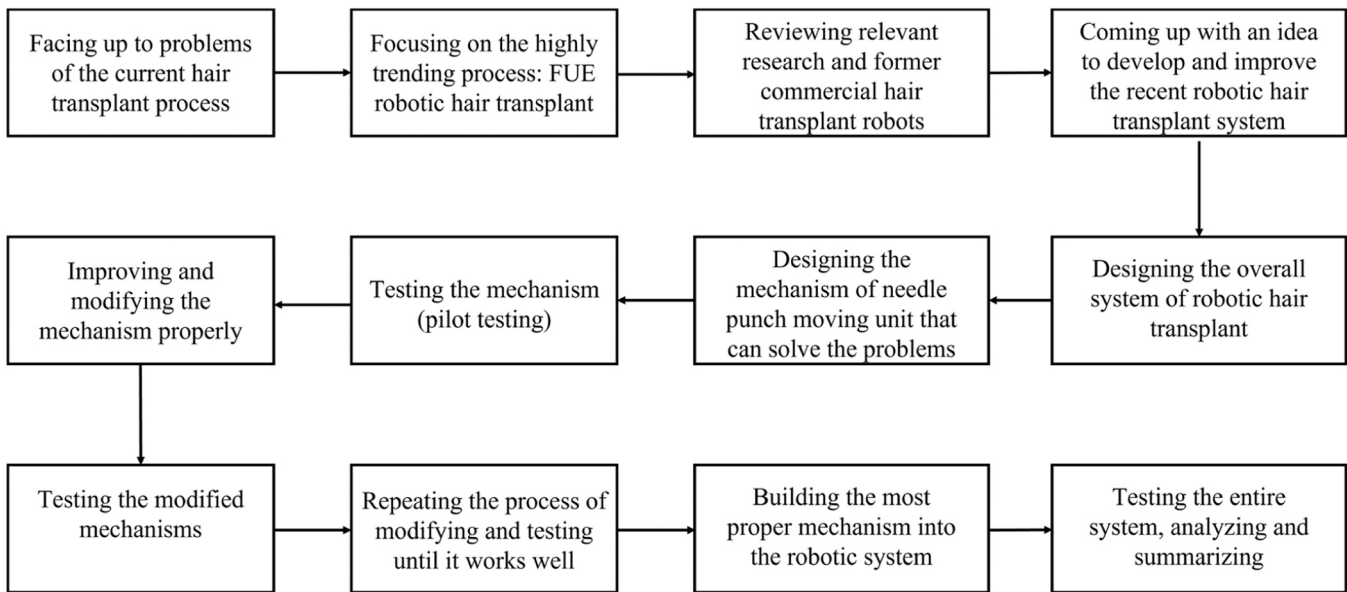 Facing up to problems
of the current hair
transplant process
Focusing on the highly
trending process: FUE
robotic hair transplant
Reviewing relevant
research and former
commercial hair
transplant robots
Coming up with an idea
to develop and improve
the recent robotic hair
transplant system
Designing the overall
system of robotic hair
transplant
Designing the
mechanism of needle
punch moving unit that
can solve the problems
Testing the mechanism
(pilot testing)
Improving and
modifying the
mechanism properly
Testing the modified
mechanisms
Repeating the process of
modifying and testing
until it works well
Building the most
proper mechanism into
the robotic system
Testing the entire
system, analyzing and
summarizing